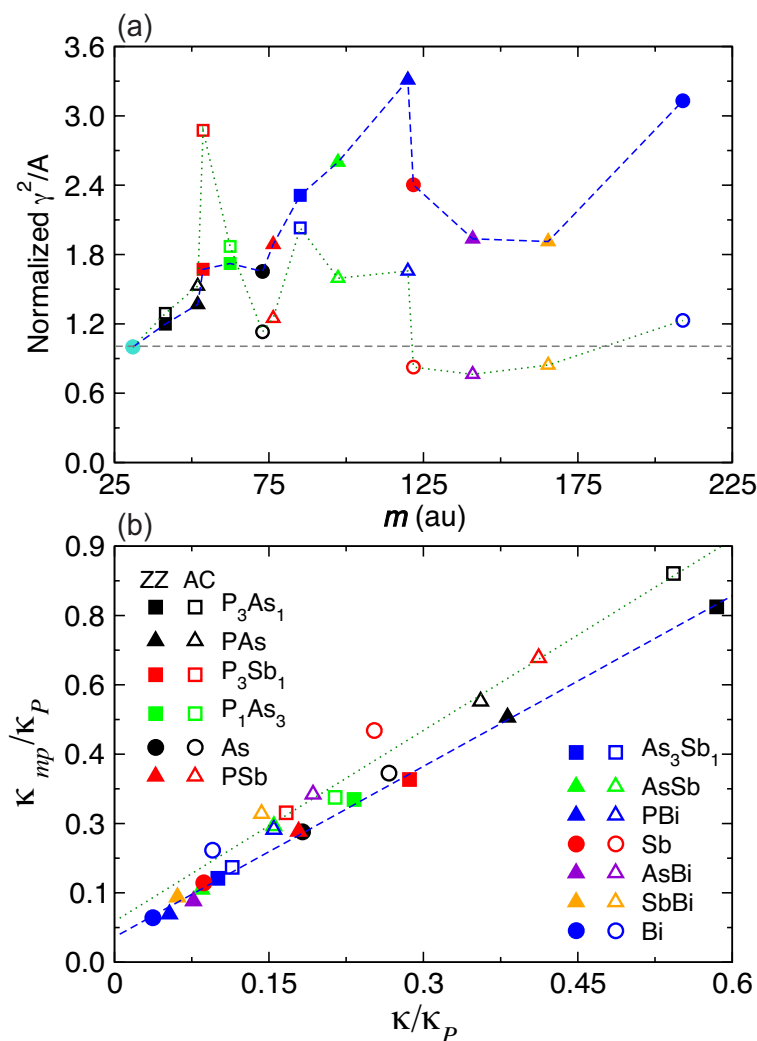 (a)
Normalized γ²/A
3.6
3.0
2.4
1.8
1.2
0.6
0.0
25 75 125 175 225
m (au)
(b)
κmp/κP
0.9
0.8
0.6
0.4
0.3
0.1
0.0
ZZ AC
P₃As₁
PAs
P₃Sb₁
P₁As₃
As
PSb
As₃Sb₁
AsSb
PBi
Sb
AsBi
SbBi
Bi
0 0.15 0.3 0.45 0.6
κ/κP